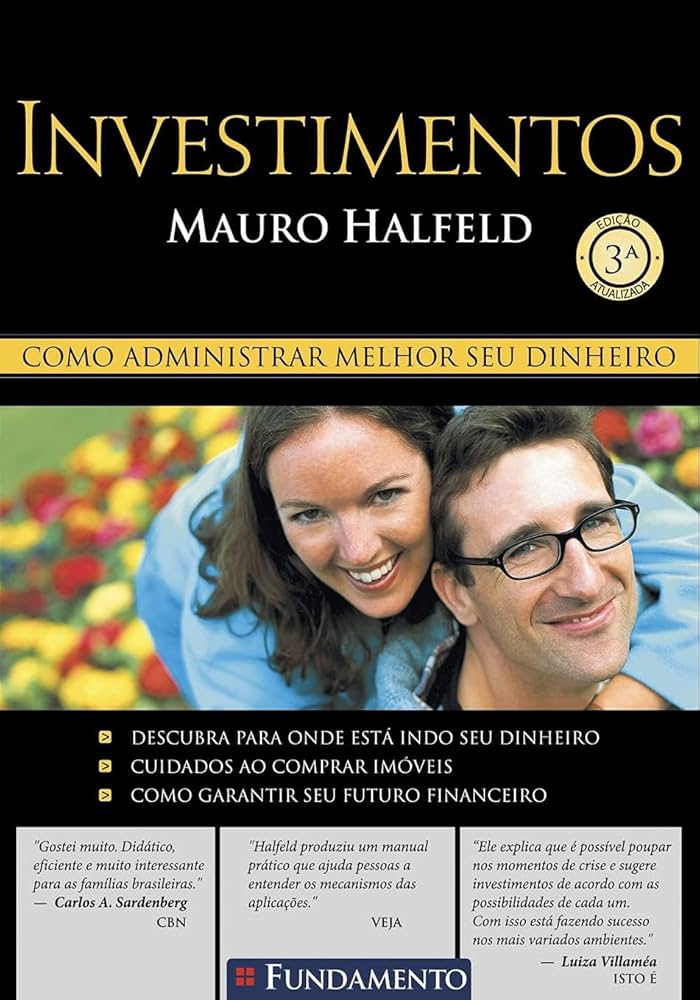 INVESTIMENTOS
MAURO HALFELD
EDIÇÃO
3ª
ATUALIZADA
COMO ADMINISTRAR MELHOR SEU DINHEIRO
DESCUBRA PARA ONDE ESTÁ INDO SEU DINHEIRO
CUIDADOS AO COMPRAR IMÓVEIS
COMO GARANTIR SEU FUTURO FINANCEIRO
"Gostei muito. Didático,
eficiente e muito interessante
para as famílias brasileiras."
— Carlos A. Sardenberg
CBN
"Halfeld produziu um manual
prático que ajuda pessoas a
entender os mecanismos das
aplicações."
VEJA
"Ele explica que é possível poupar
nos momentos de crise e sugere
investimentos de acordo com as
possibilidades de cada um.
Com isso está fazendo sucesso
nos mais variados ambientes."
— Luiza Villaméa
ISTO É
FUNDAMENTO